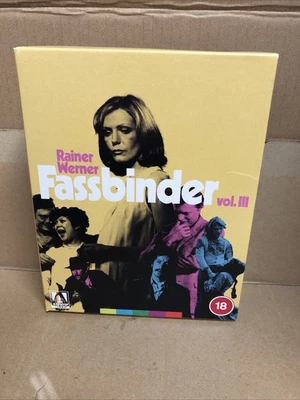 Rainer
Werner
Fassbinder
vol. III
18